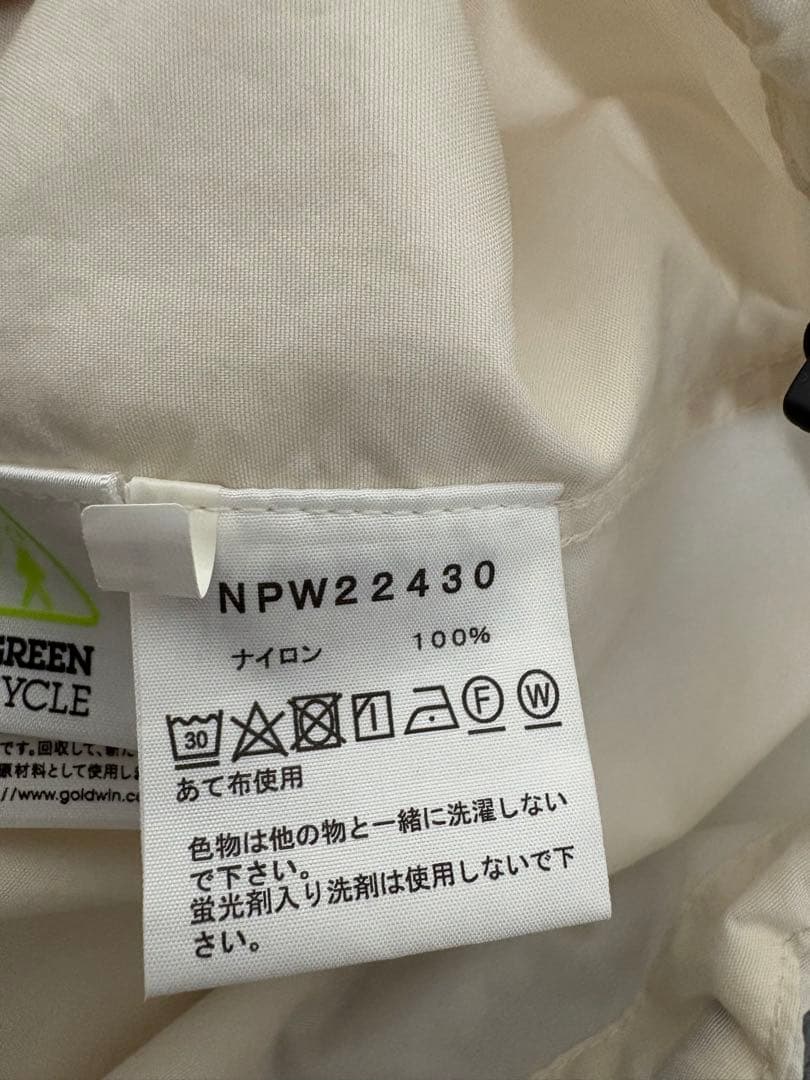 NPW22430
ナイロン 100%
30 F W
あて布使用
色物は他の物と一緒に洗濯しない
で下さい。
蛍光剤入り洗剤は使用しないで下
さい。
GREEN
YCLE
です。回収して、新た
原材料として使用しま
//www.goldwin.c